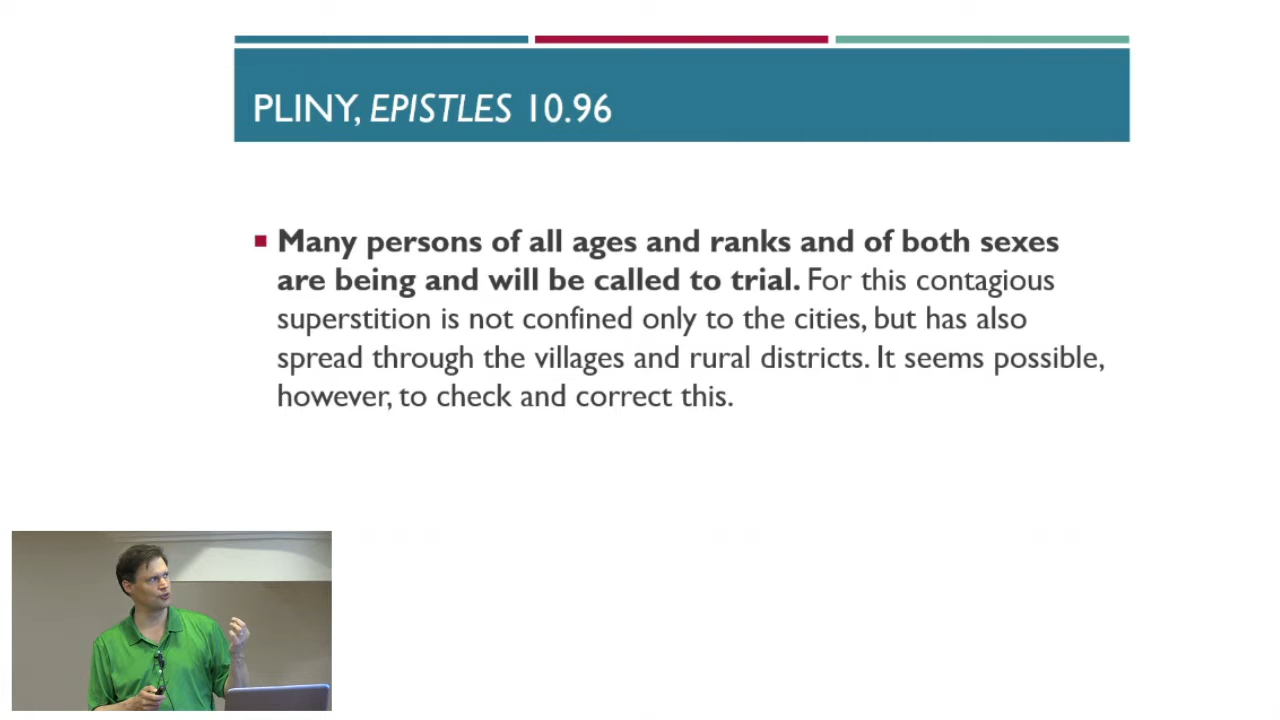 PLINY, EPISTLES 10.96
Many persons of all ages and ranks and of both sexes
are being and will be called to trial. For this contagious
superstition is not confined only to the cities, but has also
spread through the villages and rural districts. It seems possible,
however, to check and correct this.